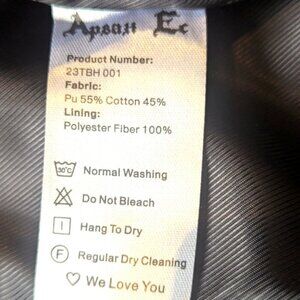 Apsan Ec
Product Number:
23TBH 001
Fabric:
Pu 55% Cotton 45%
Lining:
Polyester Fiber 100%
30°C Normal Washing
Do Not Bleach
Hang To Dry
F Regular Dry Cleaning
We Love You